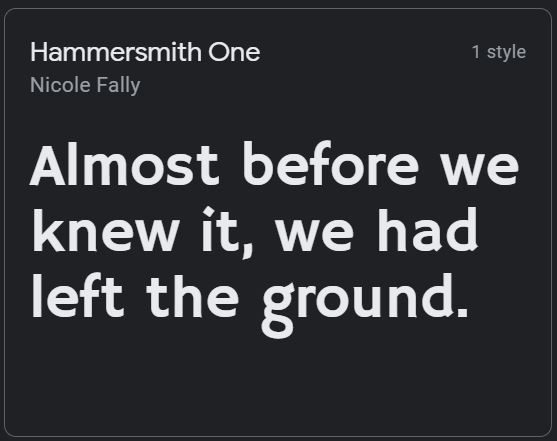 Hammersmith One
1 style
Nicole Fally
Almost before we
knew it, we had
left the ground.